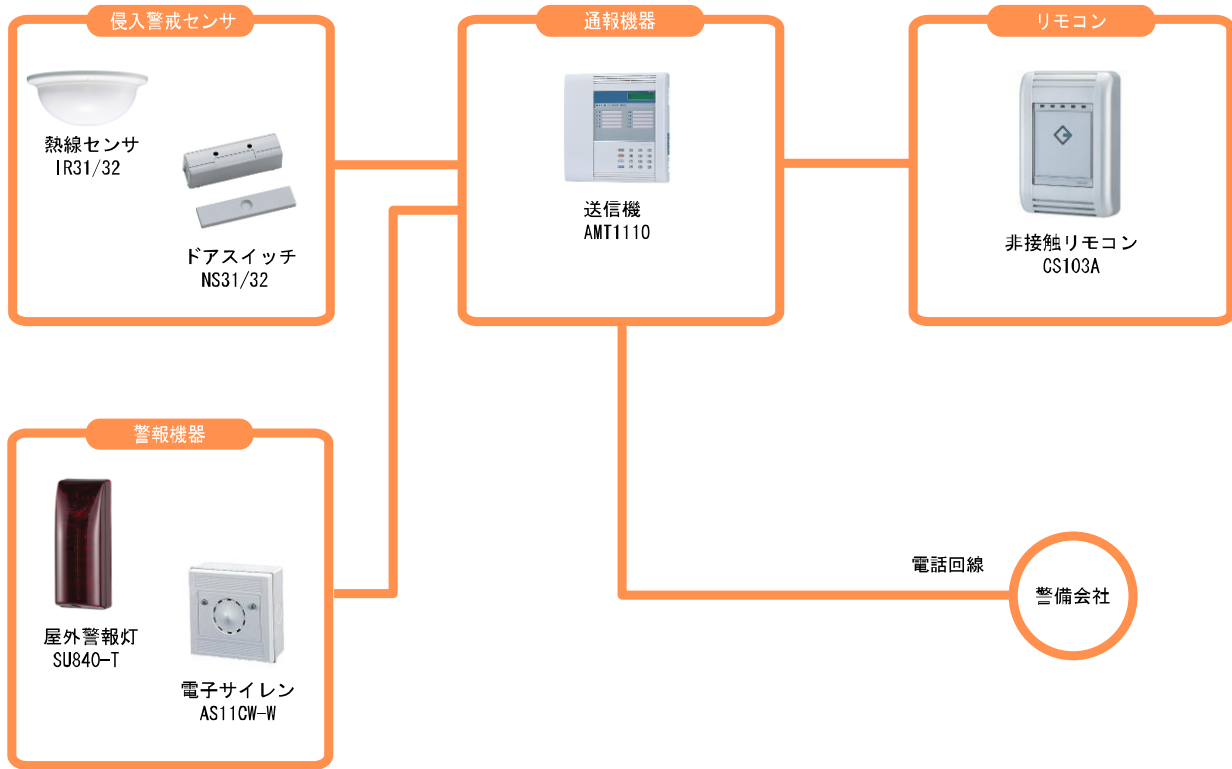 侵入警戒センサ
熱線センサ
IR31/32
ドアスイッチ
NS31/32
通報機器
送信機
AMT1110
リモコン
非接触リモコン
CS103A
警報機器
屋外警報灯
SU840-T
電子サイレン
AS11CW-W
電話回線
警備会社